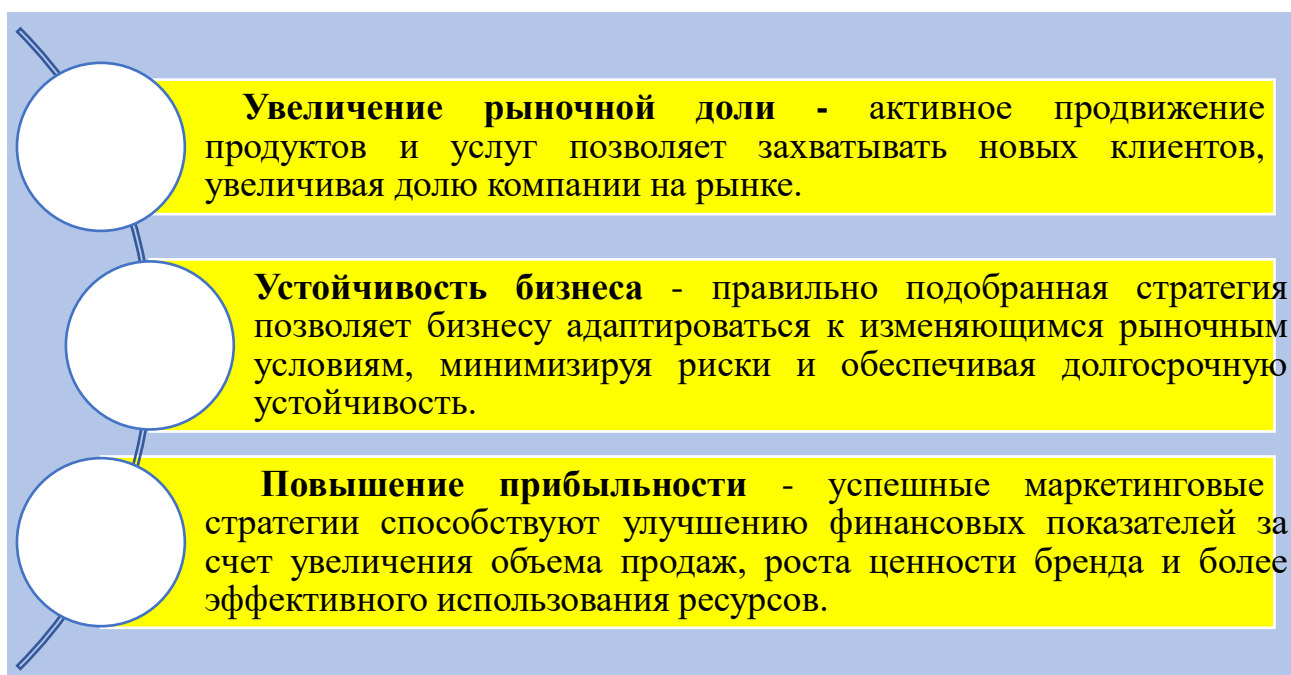 Увеличение рыночной доли - активное продвижение
продуктов и услуг позволяет захватывать новых клиентов,
увеличивая долю компании на рынке.
Устойчивость бизнеса - правильно подобранная стратегия
позволяет бизнесу адаптироваться к изменяющимся рыночным
условиям, минимизируя риски и обеспечивая долгосрочную
устойчивость.
Повышение прибыльности - успешные маркетинговые
стратегии способствуют улучшению финансовых показателей за
счет увеличения объема продаж, роста ценности бренда и более
эффективного использования ресурсов.